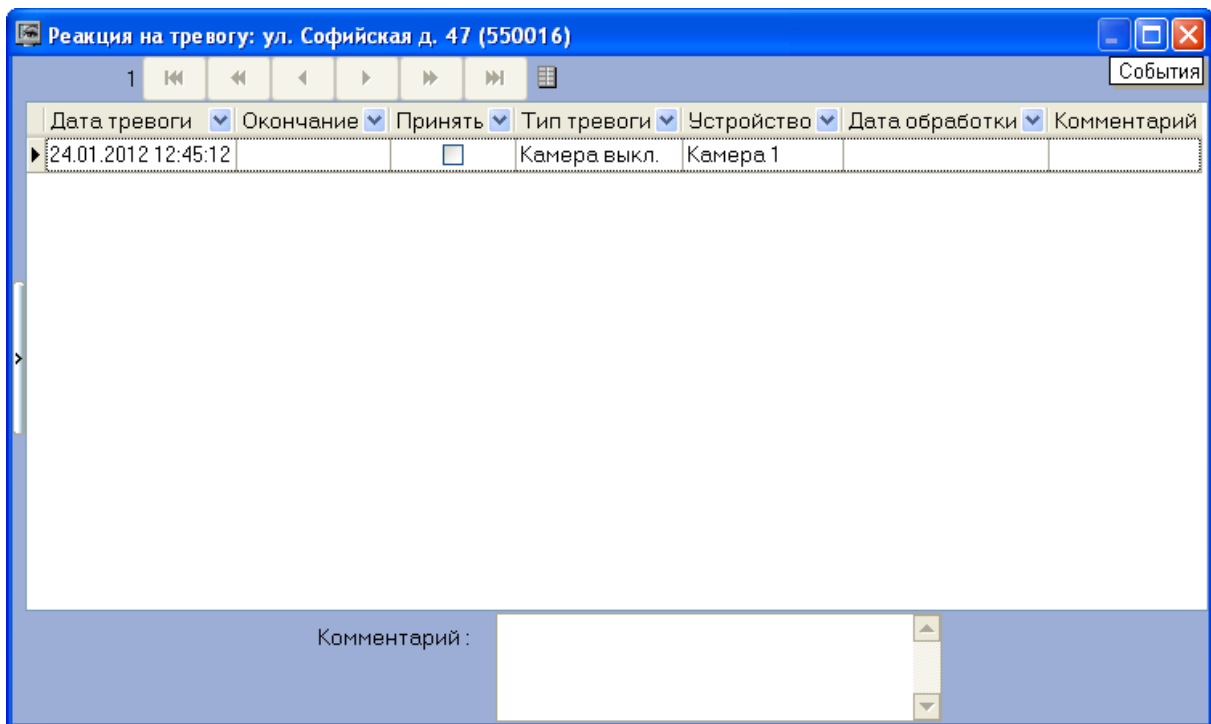 Реакция на тревогу: ул. Софийская д. 47 (550016)
1 События
Дата тревоги Окончание Принять Тип тревоги Устройство Дата обработки Комментарий
24.01.2012 12:45:12 Камера выкл. Камера 1
Комментарий :